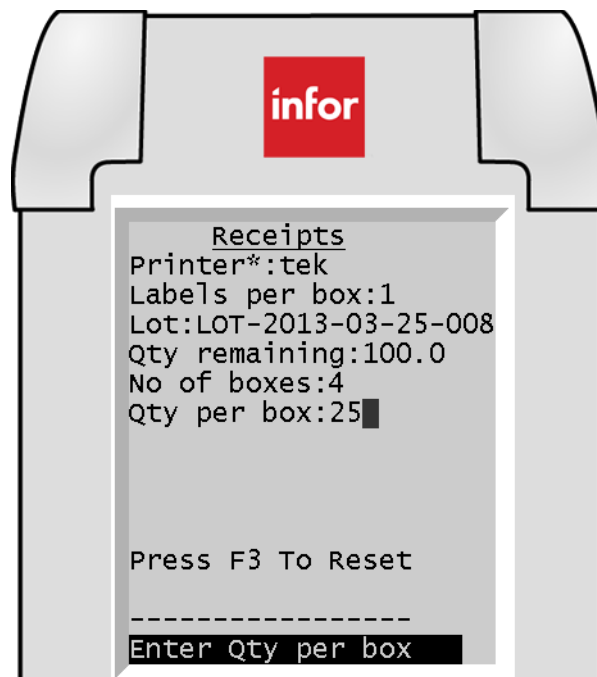 infor
Receipts
Printer*:tek
Labels per box:1
Lot:LOT-2013-03-25-008
Qty remaining:100.0
No of boxes:4
Qty per box:25
Press F3 To Reset
-----------------
Enter Qty per box